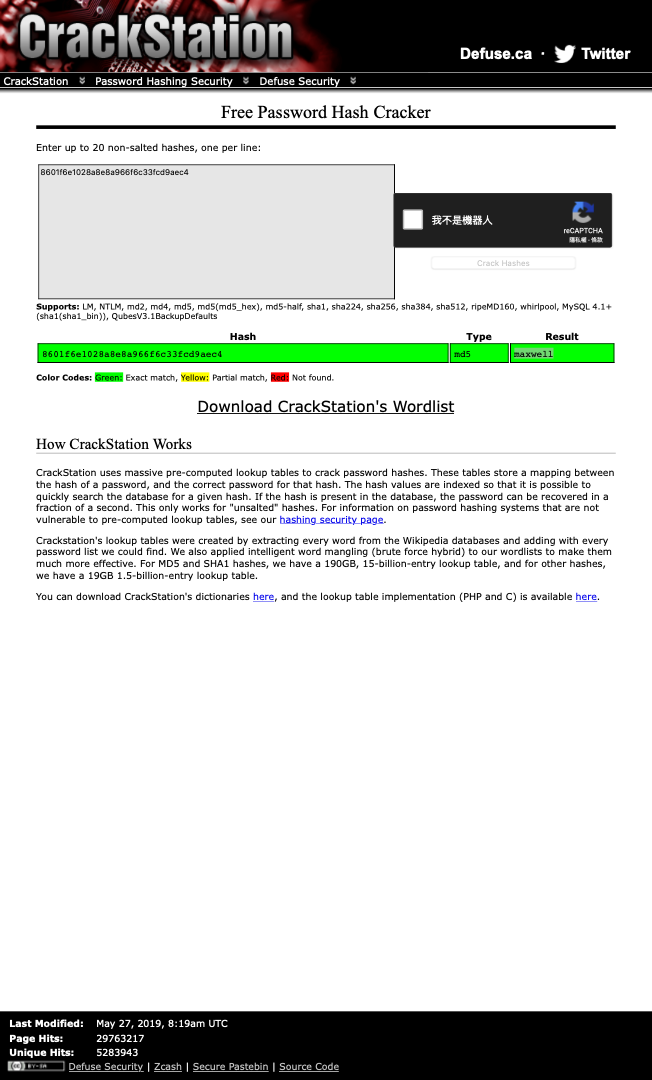 CrackStation
Defuse.ca · Twitter
CrackStation Password Hashing Security Defuse Security
Free Password Hash Cracker
Enter up to 20 non-salted hashes, one per line:
8601f6e1028a8e8a966f6c33fcd9aec4
我不是機器人
reCAPTCHA
隱私權 - 條款
Crack Hashes
Supports: LM, NTLM, md2, md4, md5, md5(md5_hex), md5-half, sha1, sha224, sha256, sha384, sha512, ripeMD160, whirlpool, MySQL 4.1+
(sha1(sha1_bin)), QubesV3.1BackupDefaults
Hash Type Result
8601f6e1028a8e8a966f6c33fcd9aec4 md5 maxwell
Color Codes: Green: Exact match, Yellow: Partial match, Red: Not found.
Download CrackStation's Wordlist
How CrackStation Works
CrackStation uses massive pre-computed lookup tables to crack password hashes. These tables store a mapping between
the hash of a password, and the correct password for that hash. The hash values are indexed so that it is possible to
quickly search the database for a given hash. If the hash is present in the database, the password can be recovered in a
fraction of a second. This only works for "unsalted" hashes. For information on password hashing systems that are not
vulnerable to pre-computed lookup tables, see our hashing security page.
Crackstation's lookup tables were created by extracting every word from the Wikipedia databases and adding with every
password list we could find. We also applied intelligent word mangling (brute force hybrid) to our wordlists to make them
much more effective. For MD5 and SHA1 hashes, we have a 190GB, 15-billion-entry lookup table, and for other hashes,
we have a 19GB 1.5-billion-entry lookup table.
You can download CrackStation's dictionaries here, and the lookup table implementation (PHP and C) is available here.
Last Modified: May 27, 2019, 8:19am UTC
Page Hits: 29763217
Unique Hits: 5283943
(cc) BY-SA Defuse Security | Zcash | Secure Pastebin | Source Code